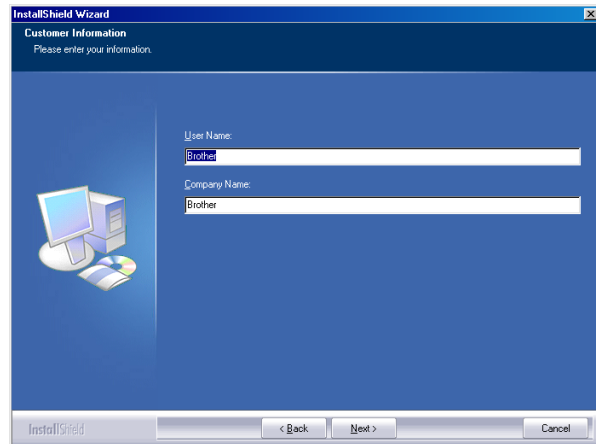 InstallShield Wizard
Customer Information
Please enter your information.
User Name:
Brother
Company Name:
Brother
InstallShield
< Back Next > Cancel